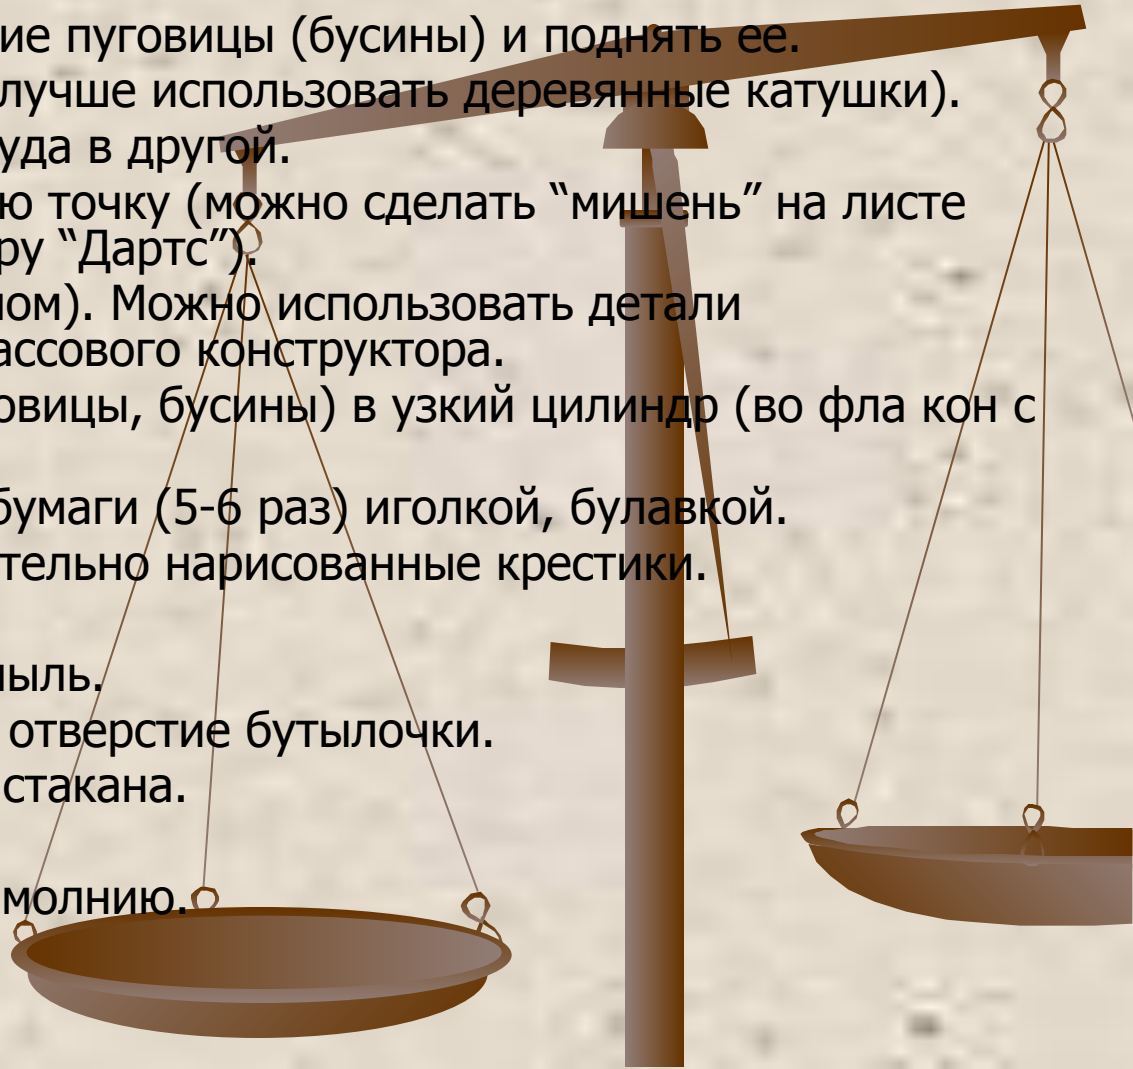 ие пуговицы (бусины) и поднять ее.
лучше использовать деревянные катушки).
уда в другой.
ю точку (можно сделать “мишень” на листе
ру “Дартс”).
ом). Можно использовать детали
ассового конструктора.
овицы, бусины) в узкий цилиндр (во фла кон с
бумаги (5-6 раз) иголкой, булавкой.
тельно нарисованные крестики.
ыль.
отверстие бутылочки.
стакана.
молнию.